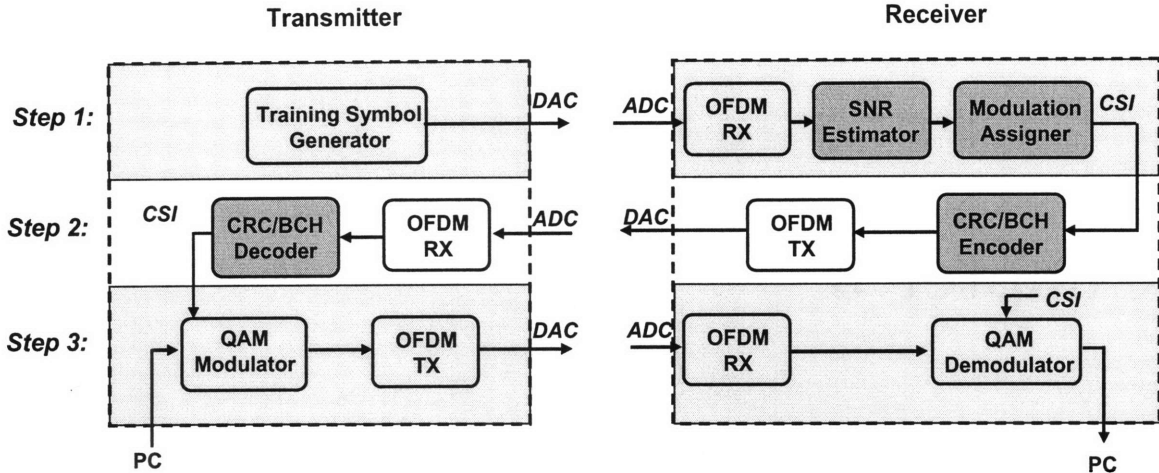 Transmitter
Receiver
Step 1:
Training Symbol
Generator
DAC
ADC
OFDM
RX
SNR
Estimator
Modulation
Assigner
CSI
Step 2:
CSI
CRC/BCH
Decoder
OFDM
RX
ADC
DAC
OFDM
TX
CRC/BCH
Encoder
Step 3:
QAM
Modulator
OFDM
TX
DAC
ADC
OFDM
RX
CSI
QAM
Demodulator
PC
PC